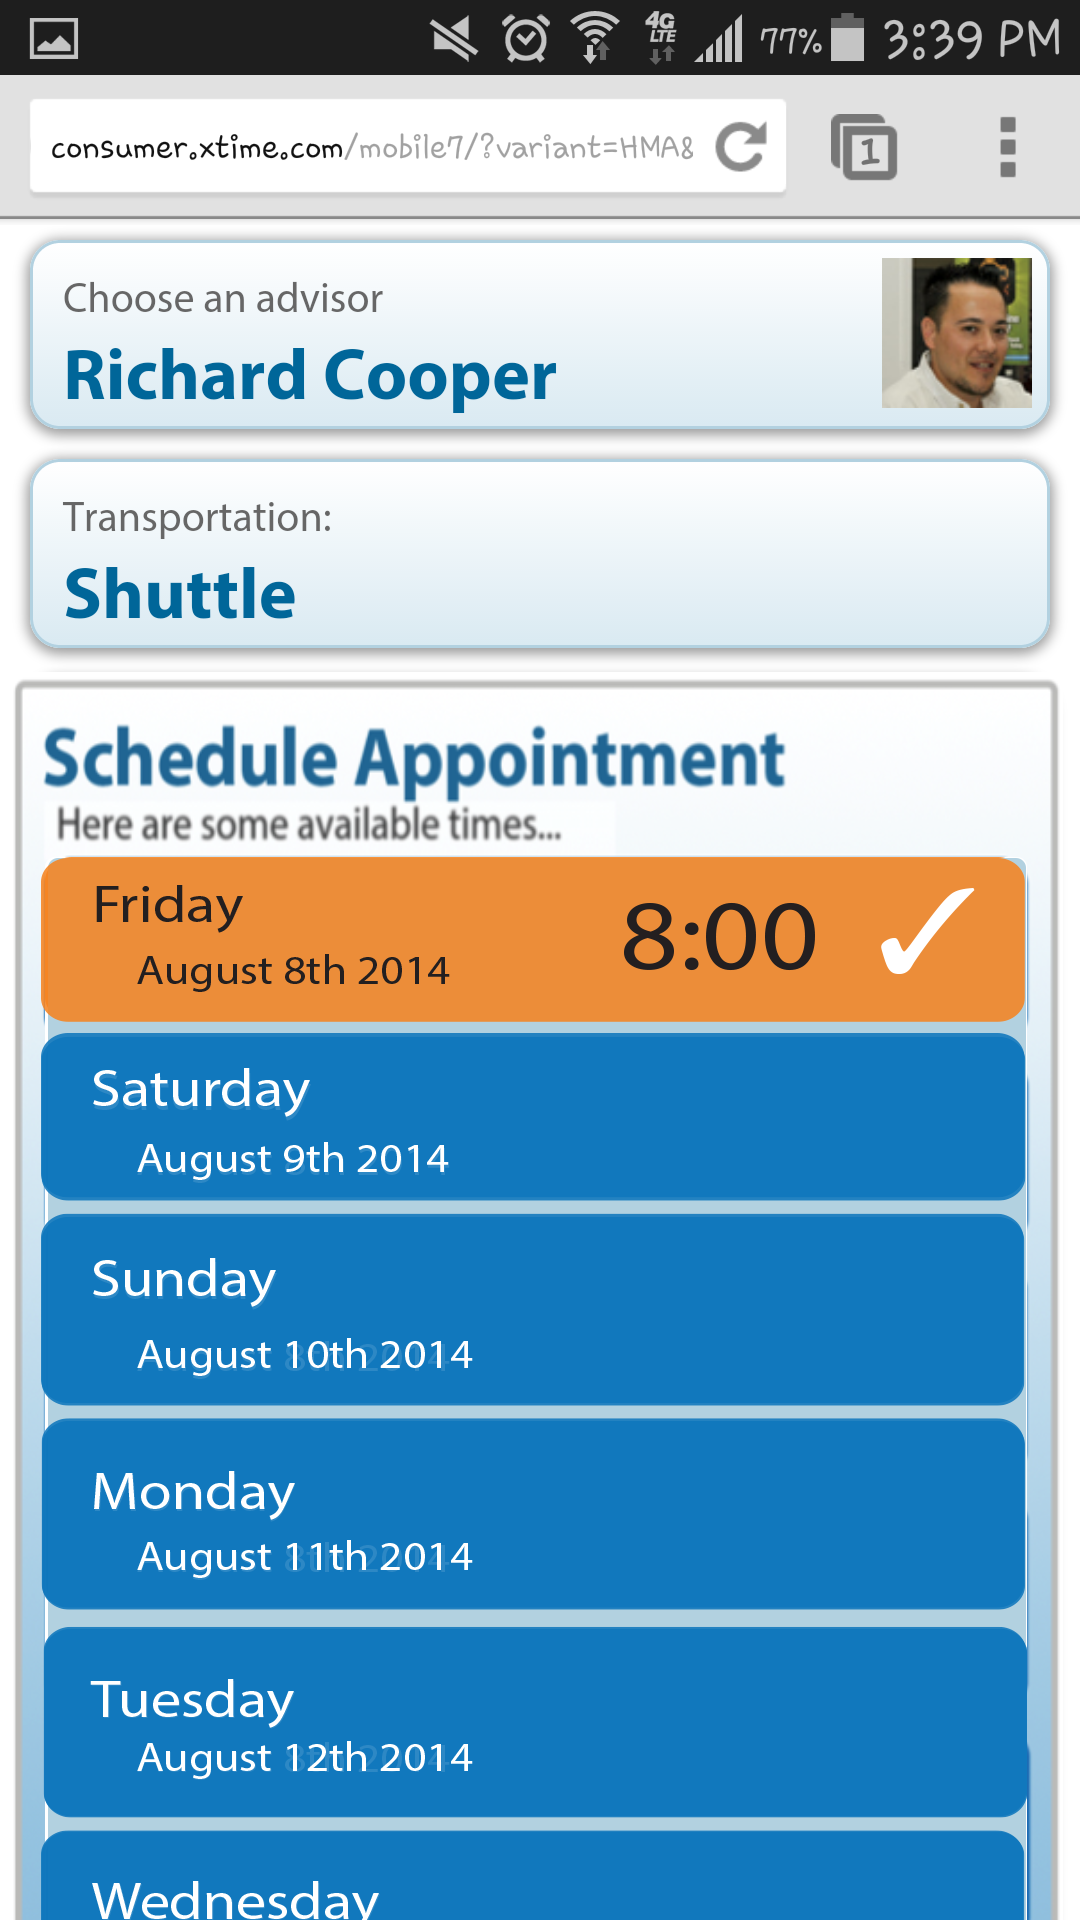 4G
LTE
77%
3:39 PM
consumer.xtime.com/mobile7/?variant=HMA&
1
Choose an advisor
Richard Cooper
Transportation:
Shuttle
Schedule Appointment
Here are some available times...
Friday
8:00
August 8th 2014
Saturday
August 9th 2014
Sunday
August 10th 2014
Monday
August 11th 2014
Tuesday
August 12th 2014
Wednesday